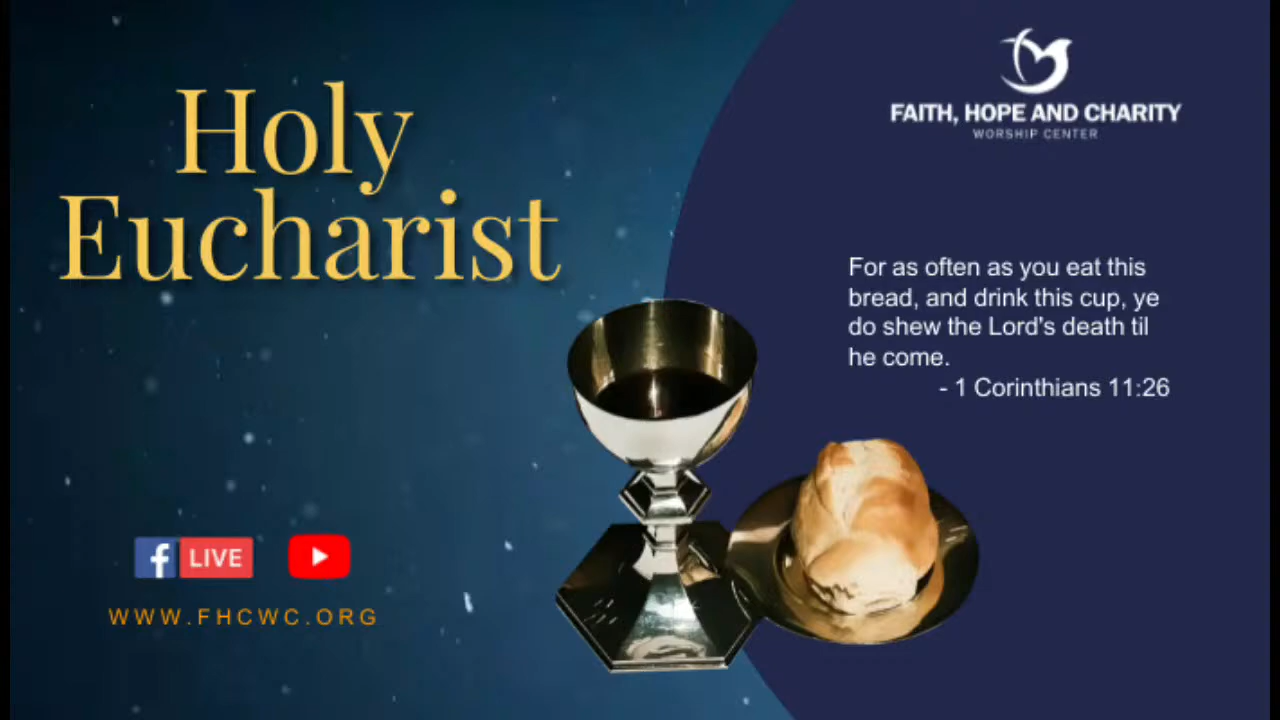 Holy
Eucharist
FAITH, HOPE AND CHARITY
WORSHIP CENTER
For as often as you eat this
bread, and drink this cup, ye
do shew the Lord's death til
he come.
- 1 Corinthians 11:26
f LIVE
WWW.FHCWC.ORG